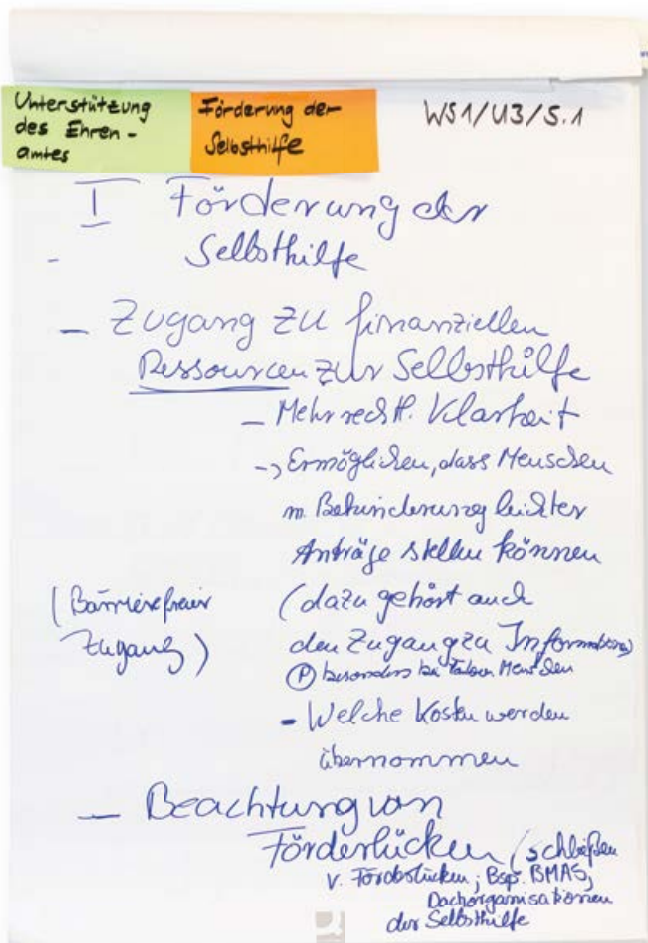 Unterstützung
des Ehren-
amtes
Förderung der
Selbsthilfe
WS1/U3/S.1
I Förderung der
- Selbsthilfe
- Zugang zu finanziellen
Ressourcen zur Selbsthilfe
- Mehr rechtl. Klarheit
-> Ermöglichen, dass Menschen
m. Behinderung leichter
Anträge stellen können
(Barrierefreier
Zugang)
(dazu gehört auch
den Zugang zu Information)
(P) besonders bei tauben Menschen
- Welche Kosten werden
übernommen
- Beachtung von
Förderlücken (schließen
v. Förderlücken; Bsp. BMAS,
Dachorganisationen
der Selbsthilfe